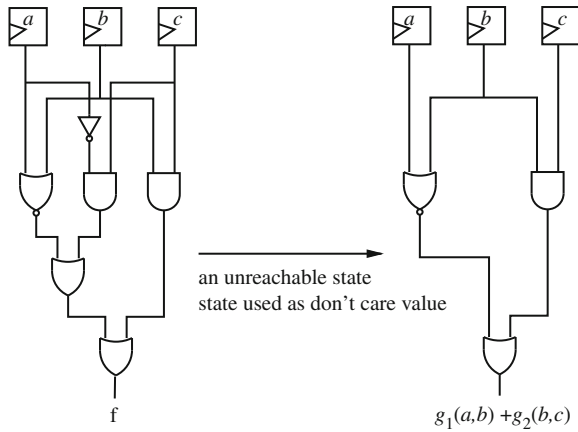 a b c
a b c
an unreachable state
state used as don't care value
f
g1(a,b) +g2(b,c)